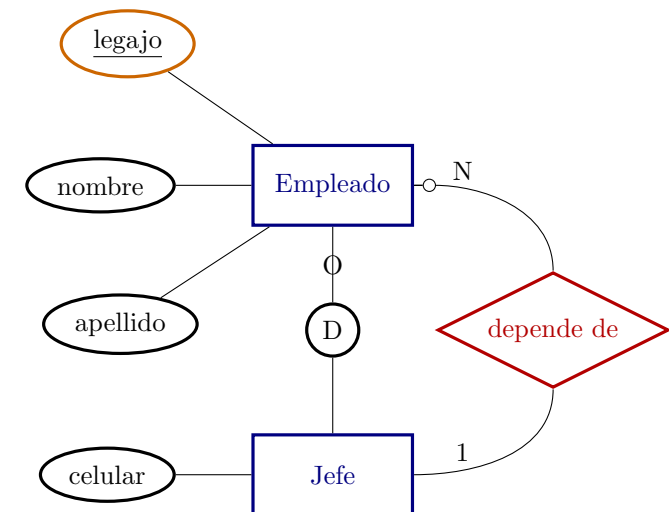 legajo
nombre
Empleado
N
O
apellido
D
depende de
1
celular
Jefe